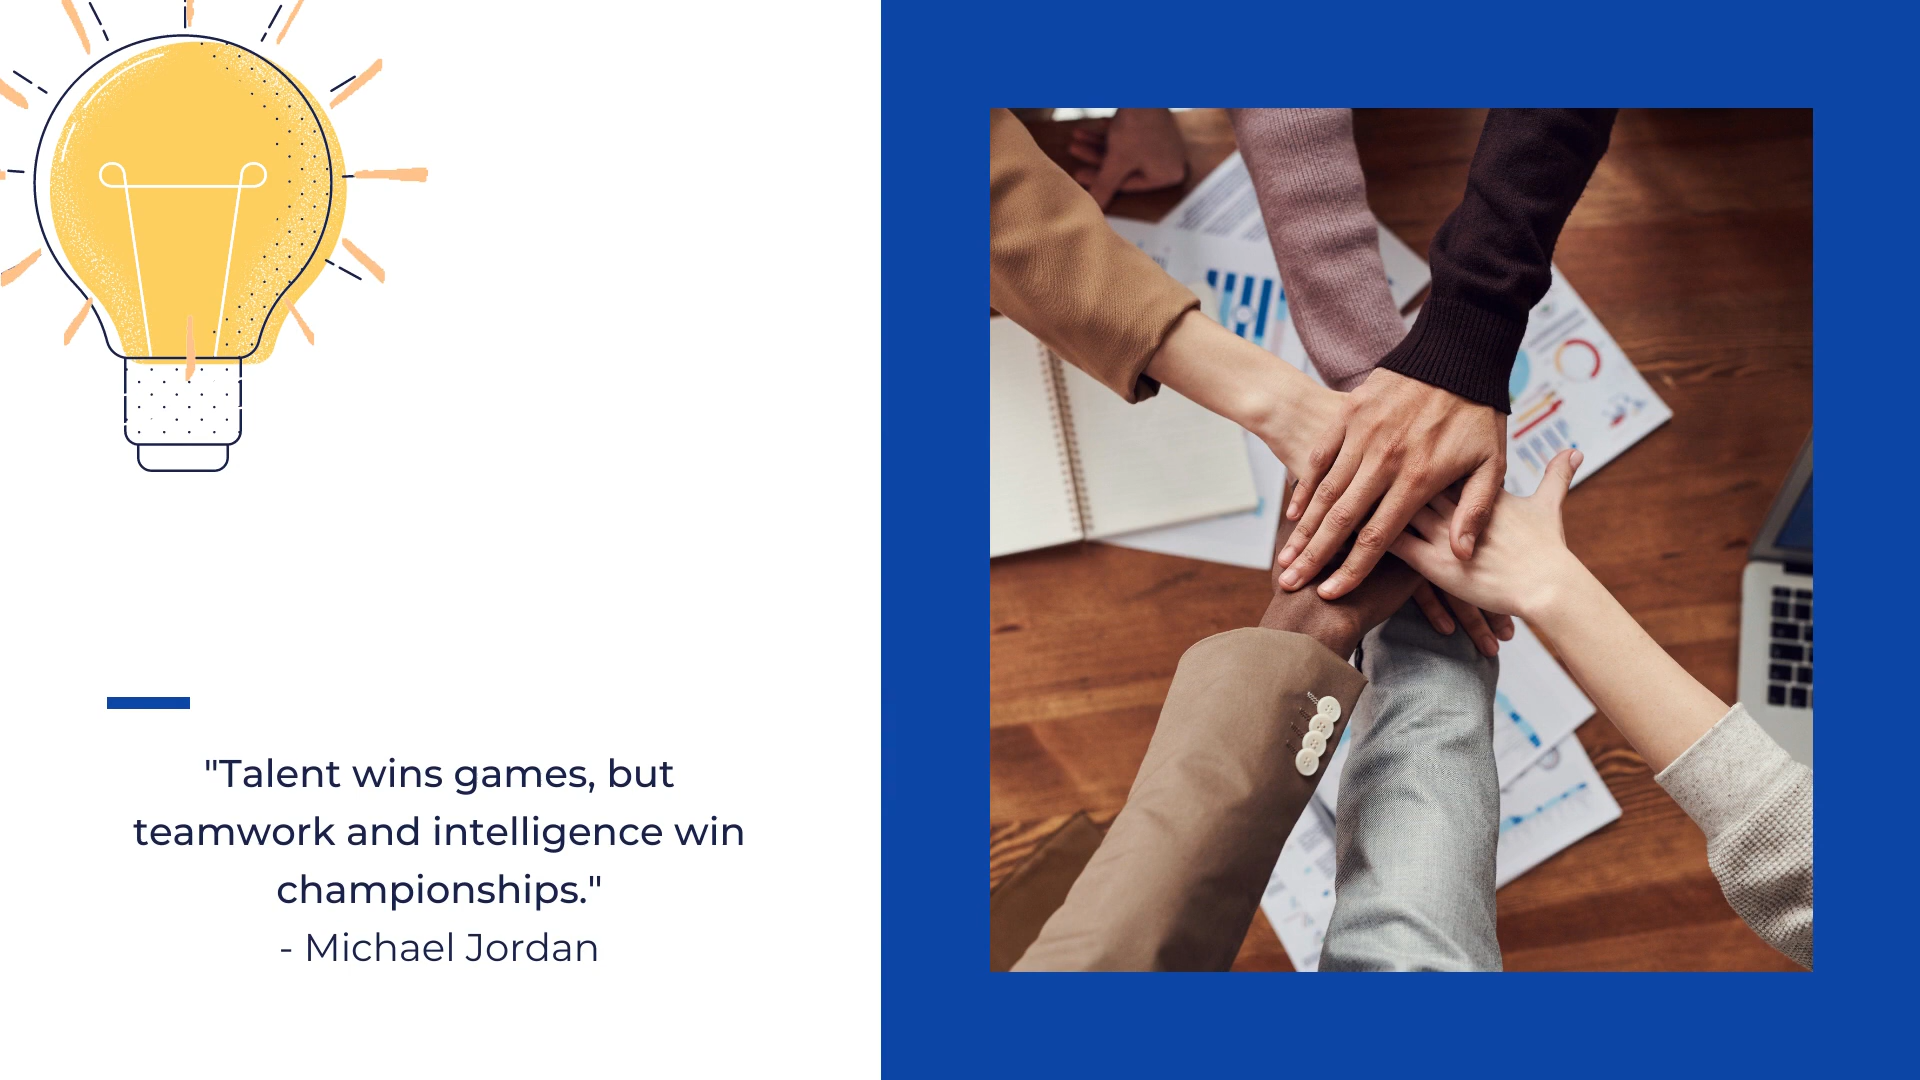 "Talent wins games, but
teamwork and intelligence win
championships."
- Michael Jordan